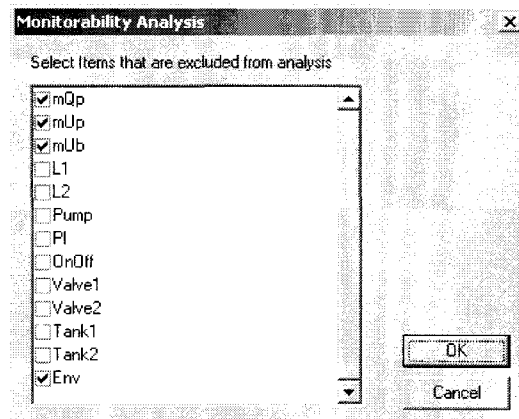 Monitorability Analysis
Select Items that are excluded from analysis
mQp
mUp
mUb
L1
L2
Pump
PI
OnOff
Valve1
Valve2
Tank1
Tank2
Env
OK
Cancel